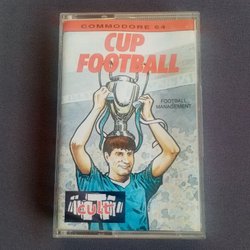 COMMODORE 64
CUP
FOOTBALL
FOOTBALL
MANAGEMENT
cult